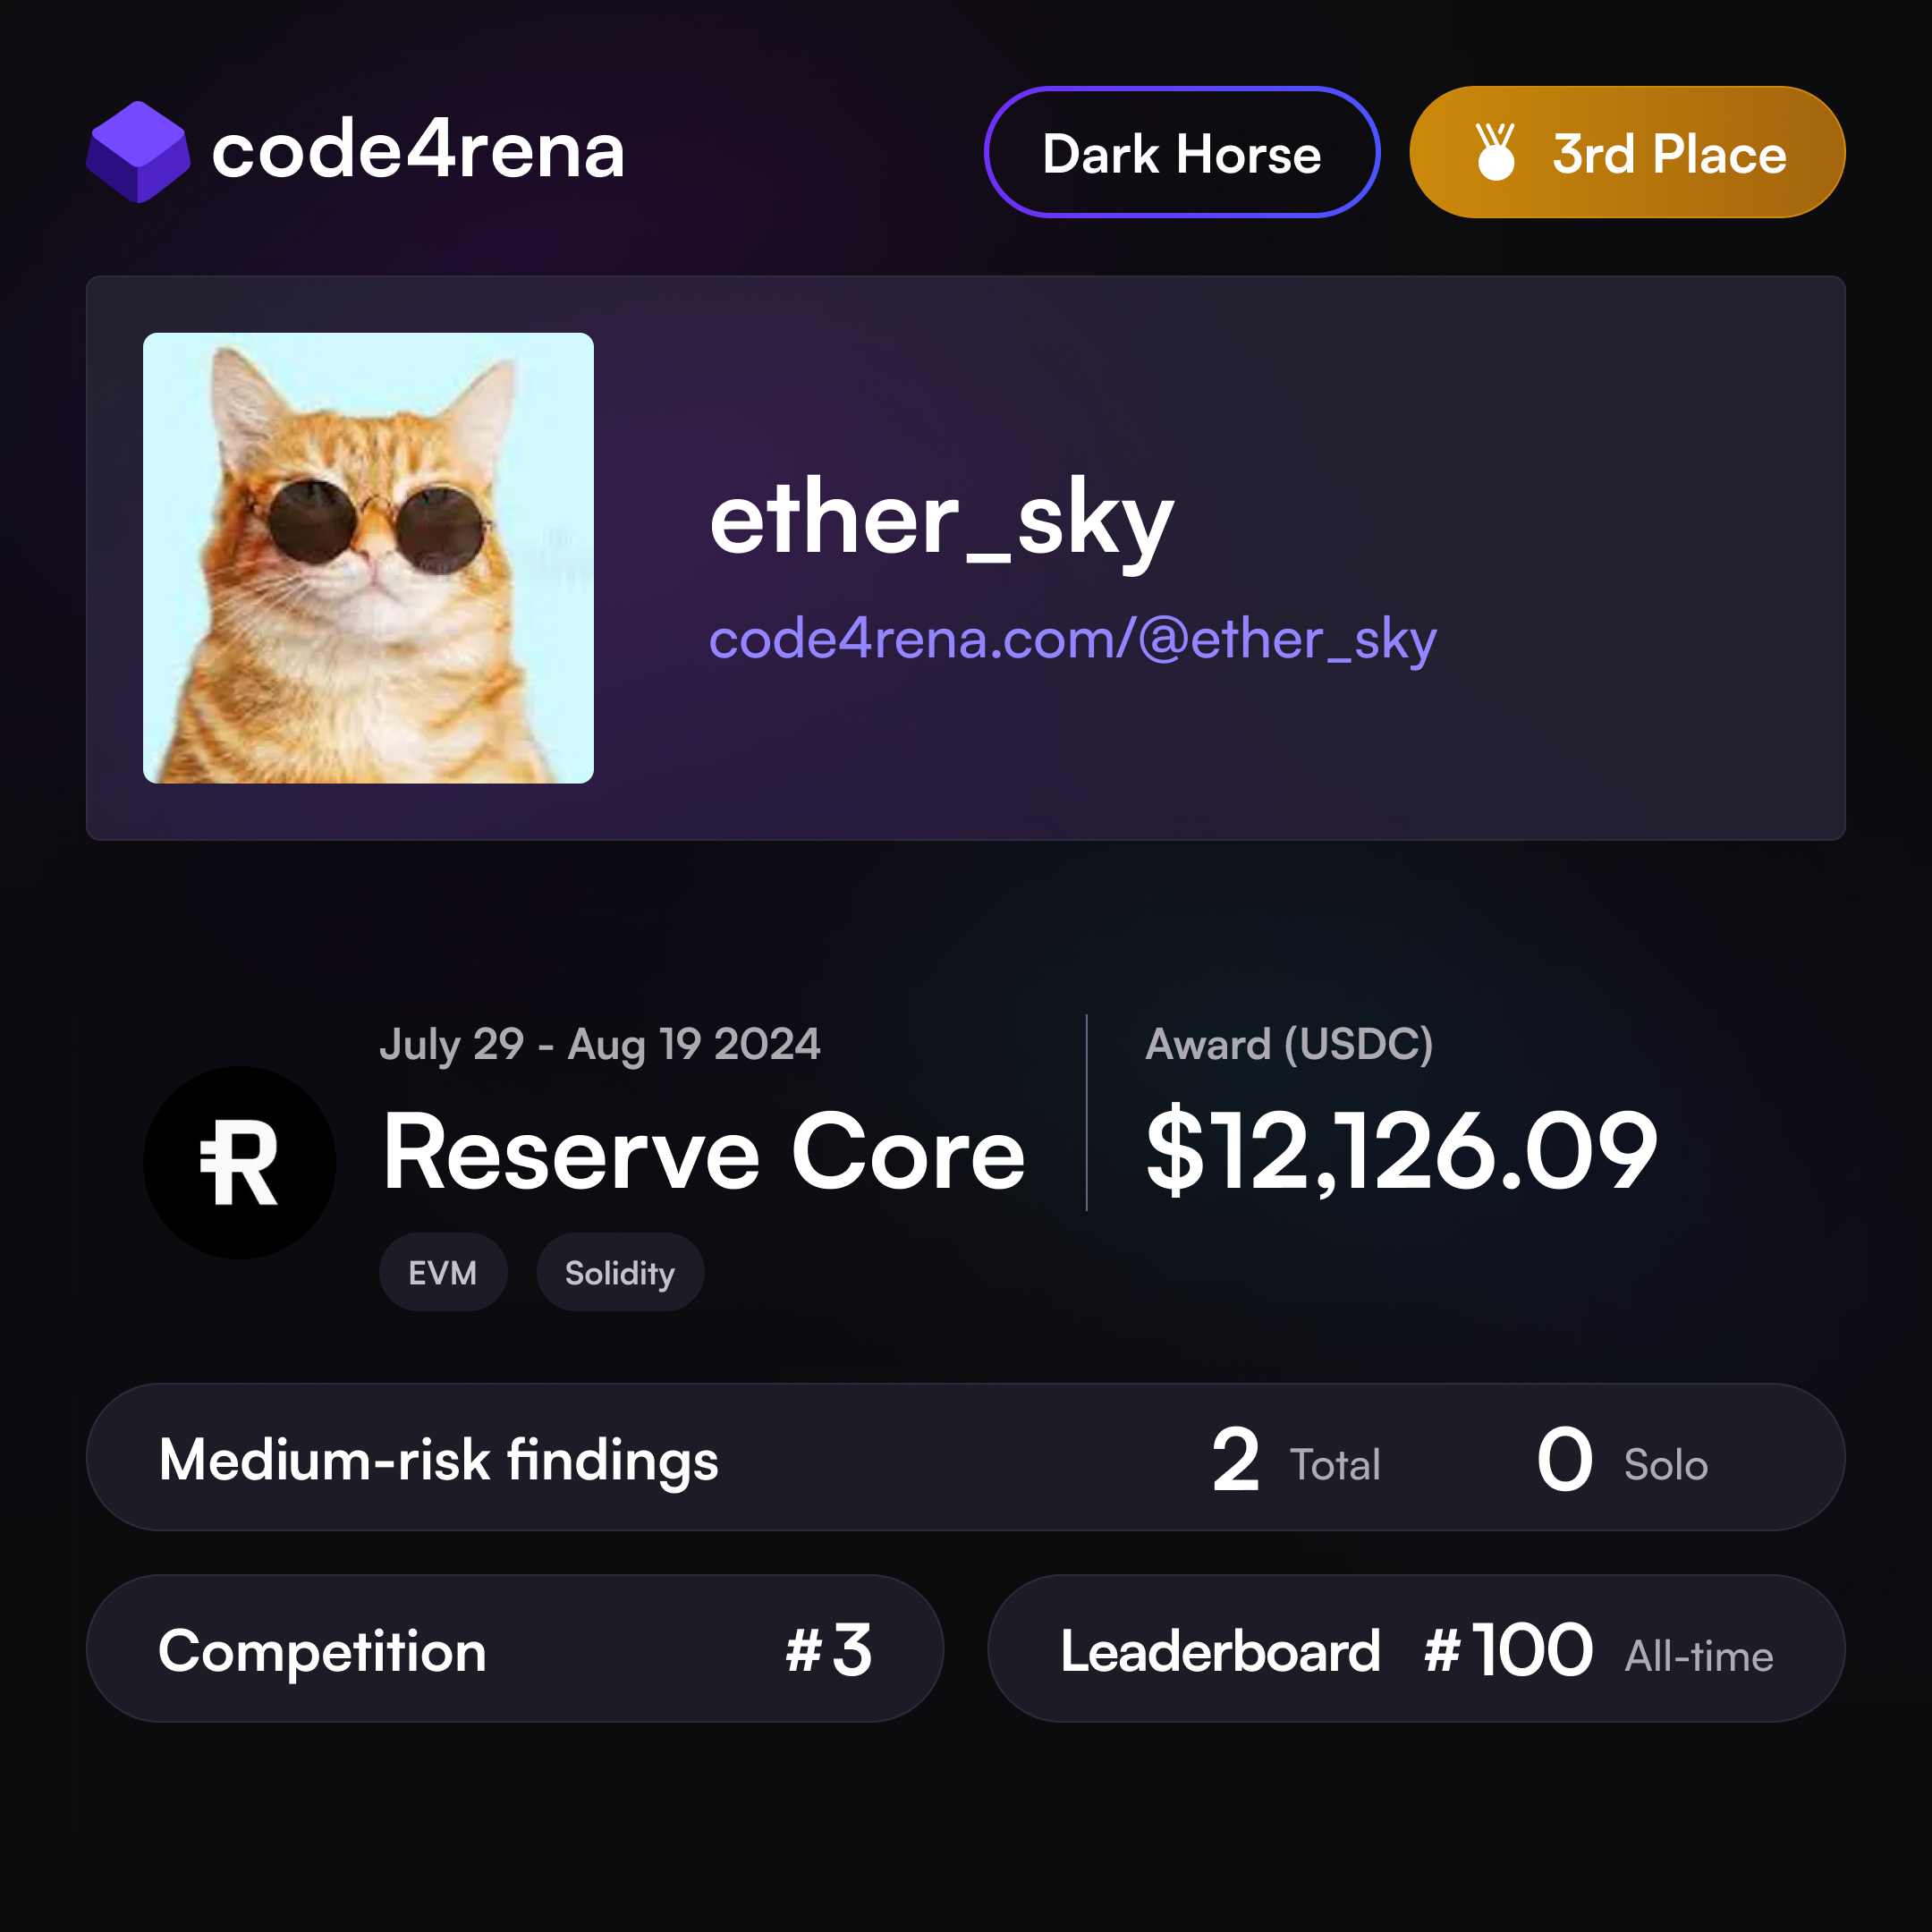 code4rena
Dark Horse
3rd Place
ether_sky
code4rena.com/@ether_sky
July 29 - Aug 19 2024
Reserve Core
EVM
Solidity
Award (USDC)
$12,126.09
Medium-risk findings
2 Total
0 Solo
Competition
#3
Leaderboard
#100 All-time